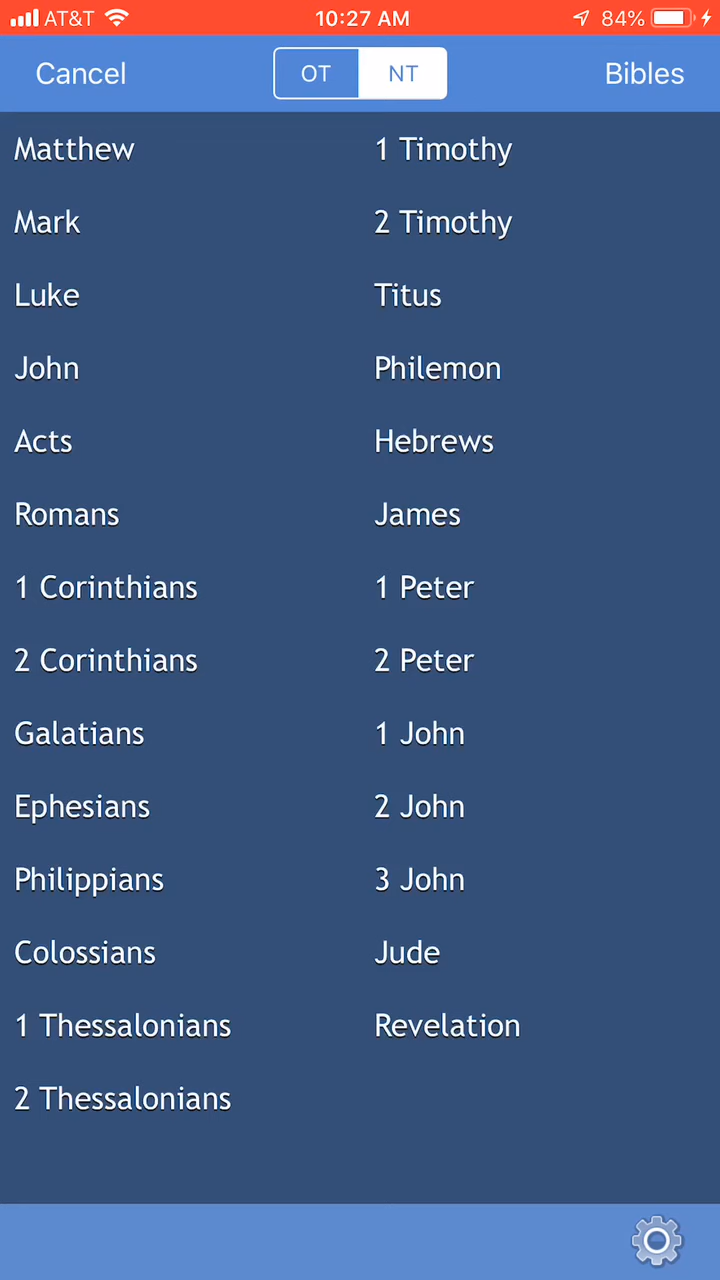 AT&T 10:27 AM 84%
Cancel OT NT Bibles
Matthew
Mark
Luke
John
Acts
Romans
1 Corinthians
2 Corinthians
Galatians
Ephesians
Philippians
Colossians
1 Thessalonians
2 Thessalonians
1 Timothy
2 Timothy
Titus
Philemon
Hebrews
James
1 Peter
2 Peter
1 John
2 John
3 John
Jude
Revelation